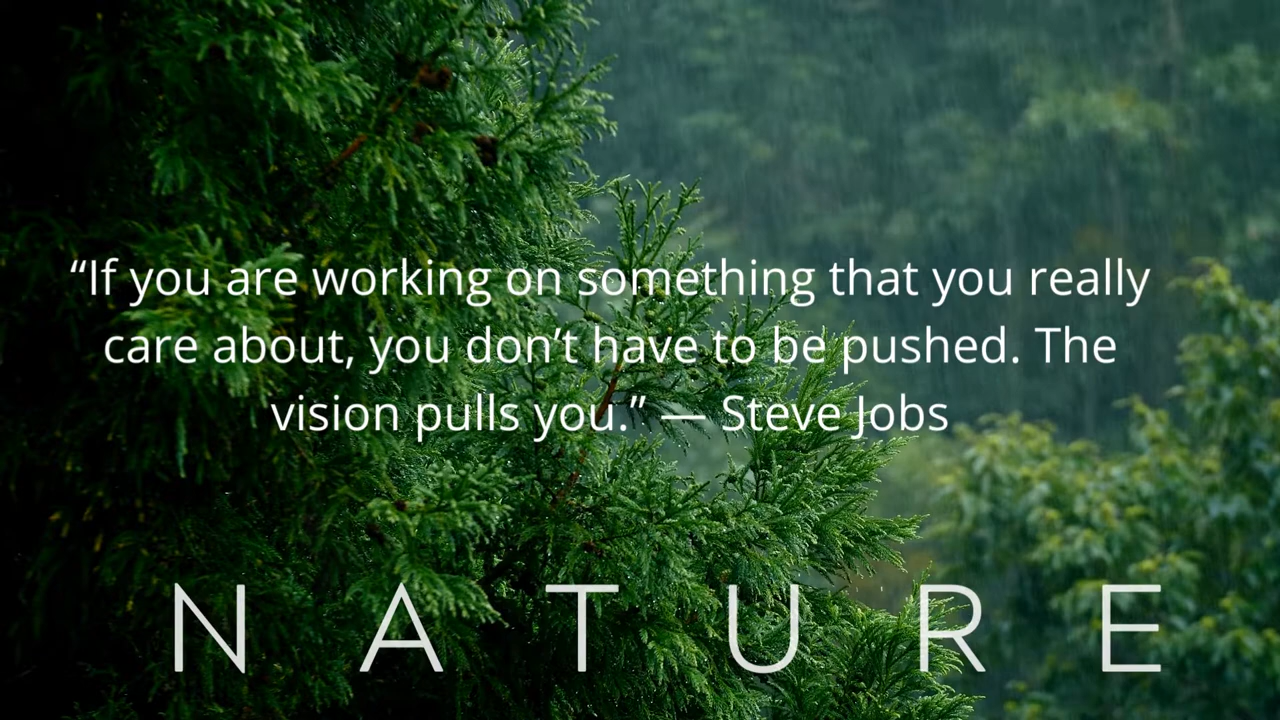 “If you are working on something that you really
care about, you don’t have to be pushed. The
vision pulls you.” — Steve Jobs
NATURE